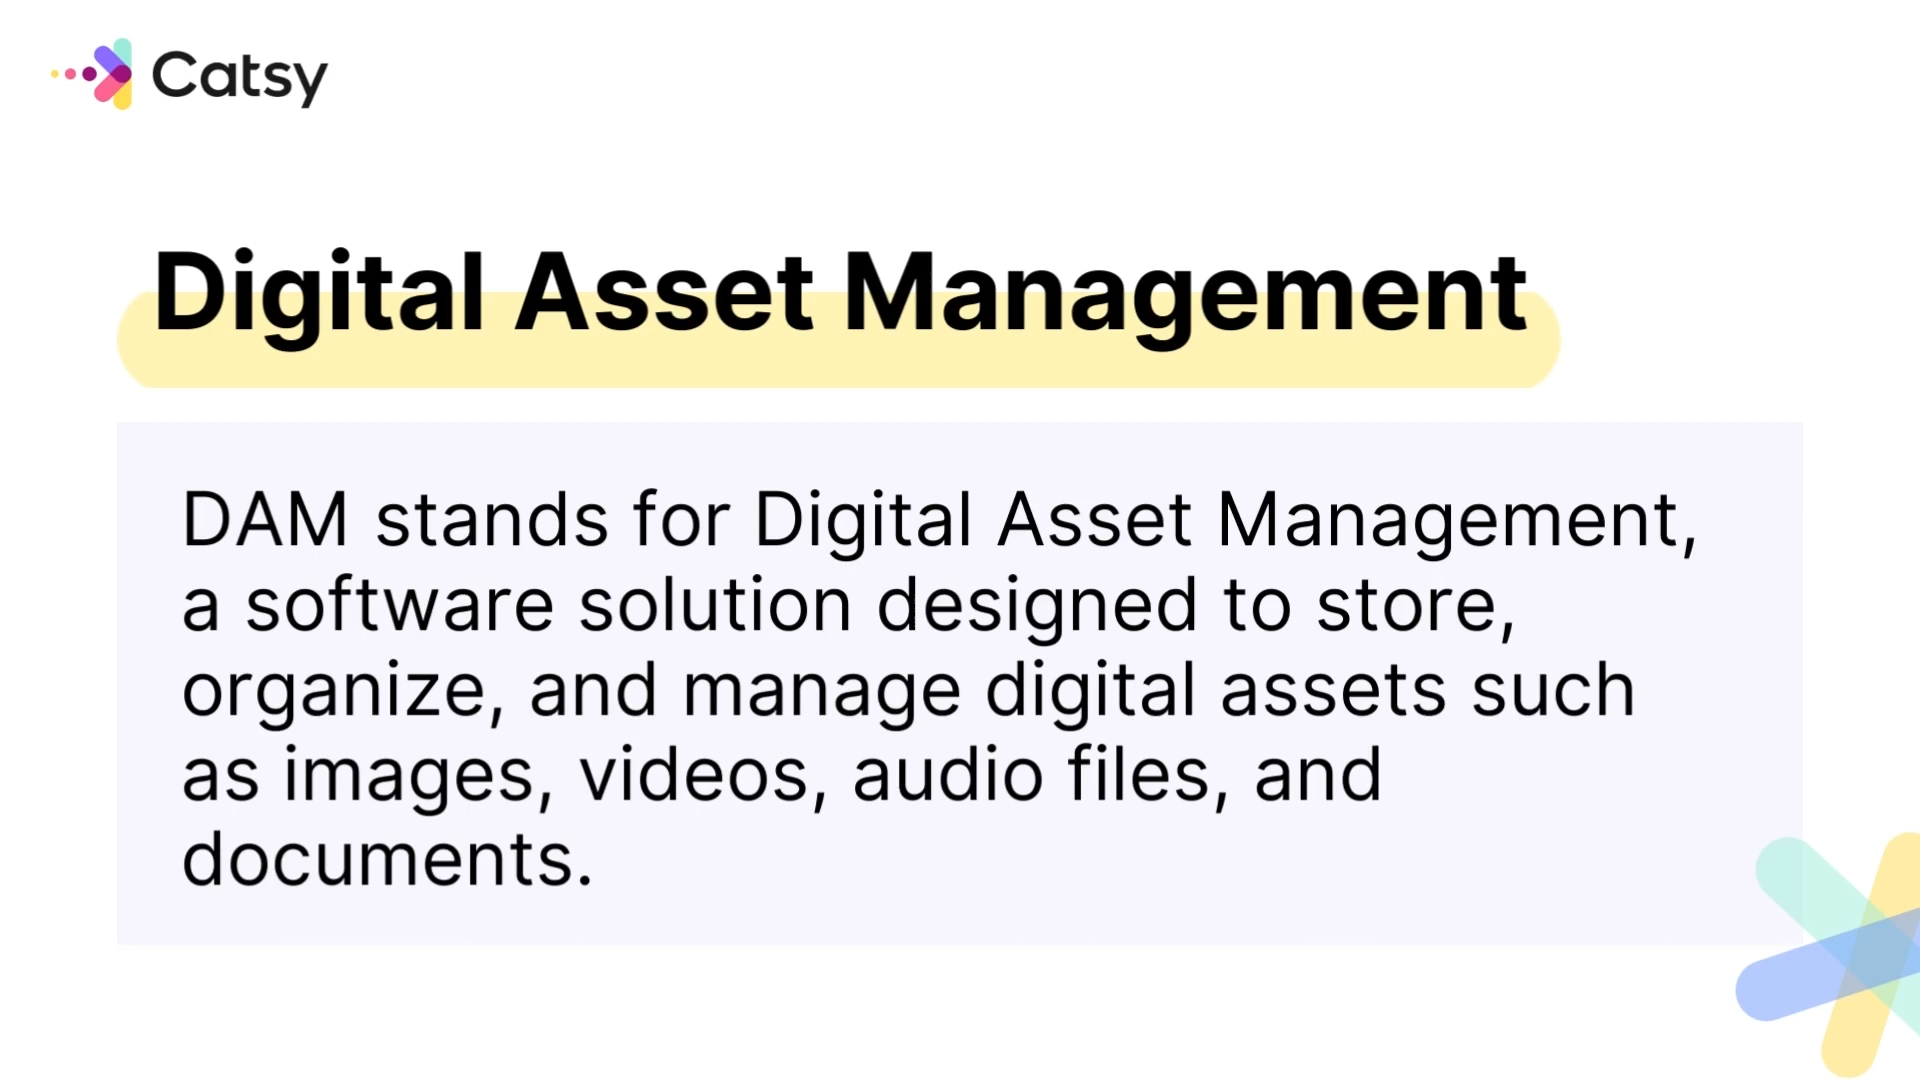 Catsy
Digital Asset Management
DAM stands for Digital Asset Management,
a software solution designed to store,
organize, and manage digital assets such
as images, videos, audio files, and
documents.